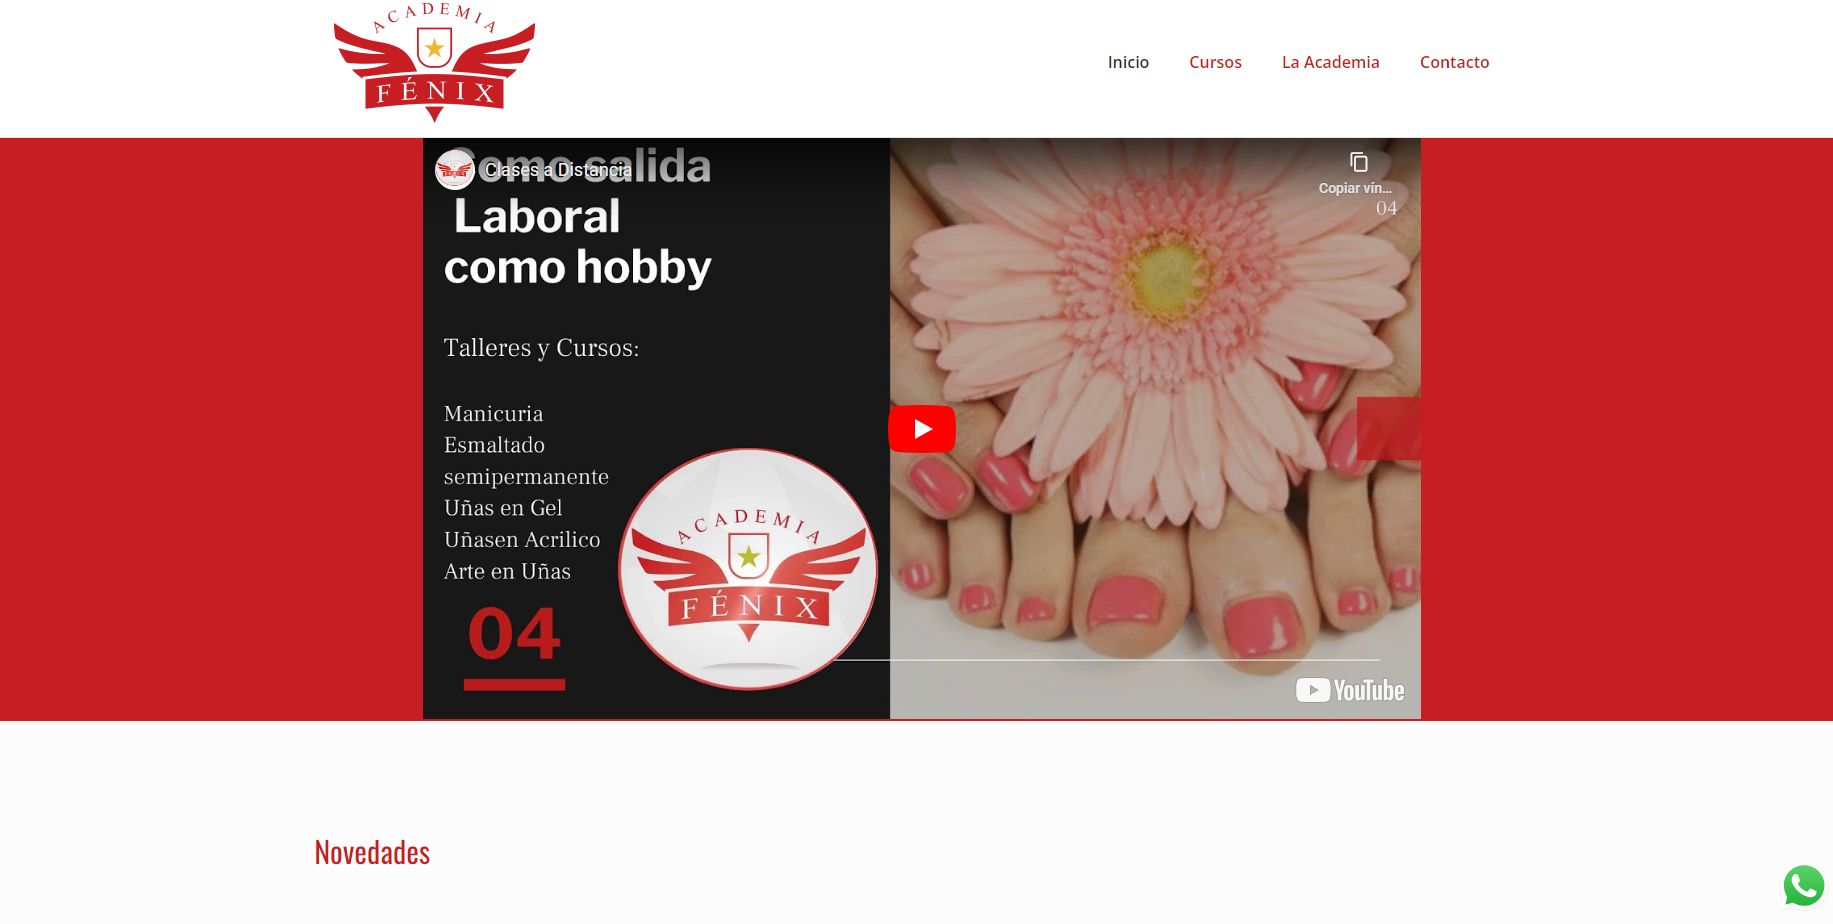 ACADEMIA
FÉNIX
Inicio
Cursos
La Academia
Contacto
Como salida
Clases a Distancia
Laboral
como hobby
Copiar vín...
04
Talleres y Cursos:
Manicuria
Esmaltado
semipermanente
Uñas en Gel
Uñasen Acrilico
Arte en Uñas
ACADEMIA
FÉNIX
04
YouTube
Novedades